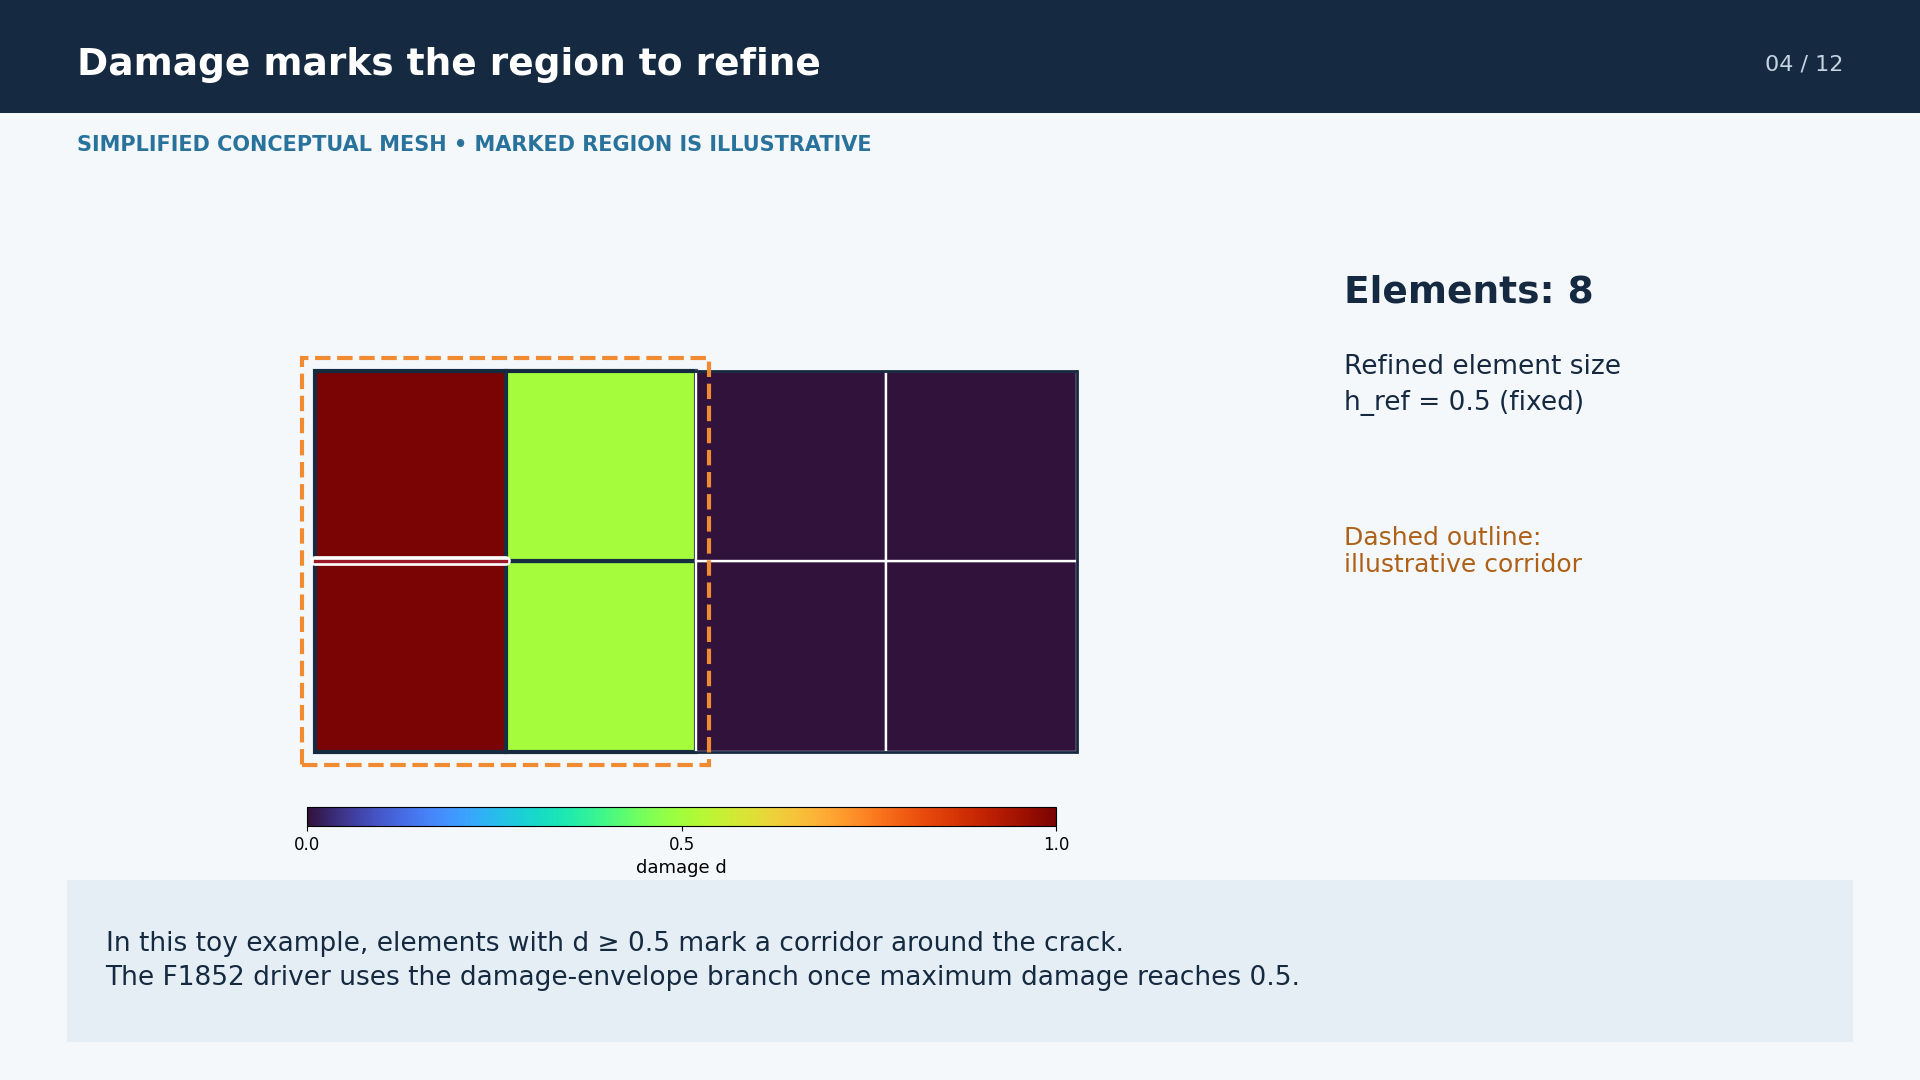 Damage marks the region to refine
04 / 12
SIMPLIFIED CONCEPTUAL MESH • MARKED REGION IS ILLUSTRATIVE
Elements: 8
Refined element size
h_ref = 0.5 (fixed)
Dashed outline:
illustrative corridor
0.0 0.5 1.0
damage d
In this toy example, elements with d ≥ 0.5 mark a corridor around the crack.
The F1852 driver uses the damage-envelope branch once maximum damage reaches 0.5.